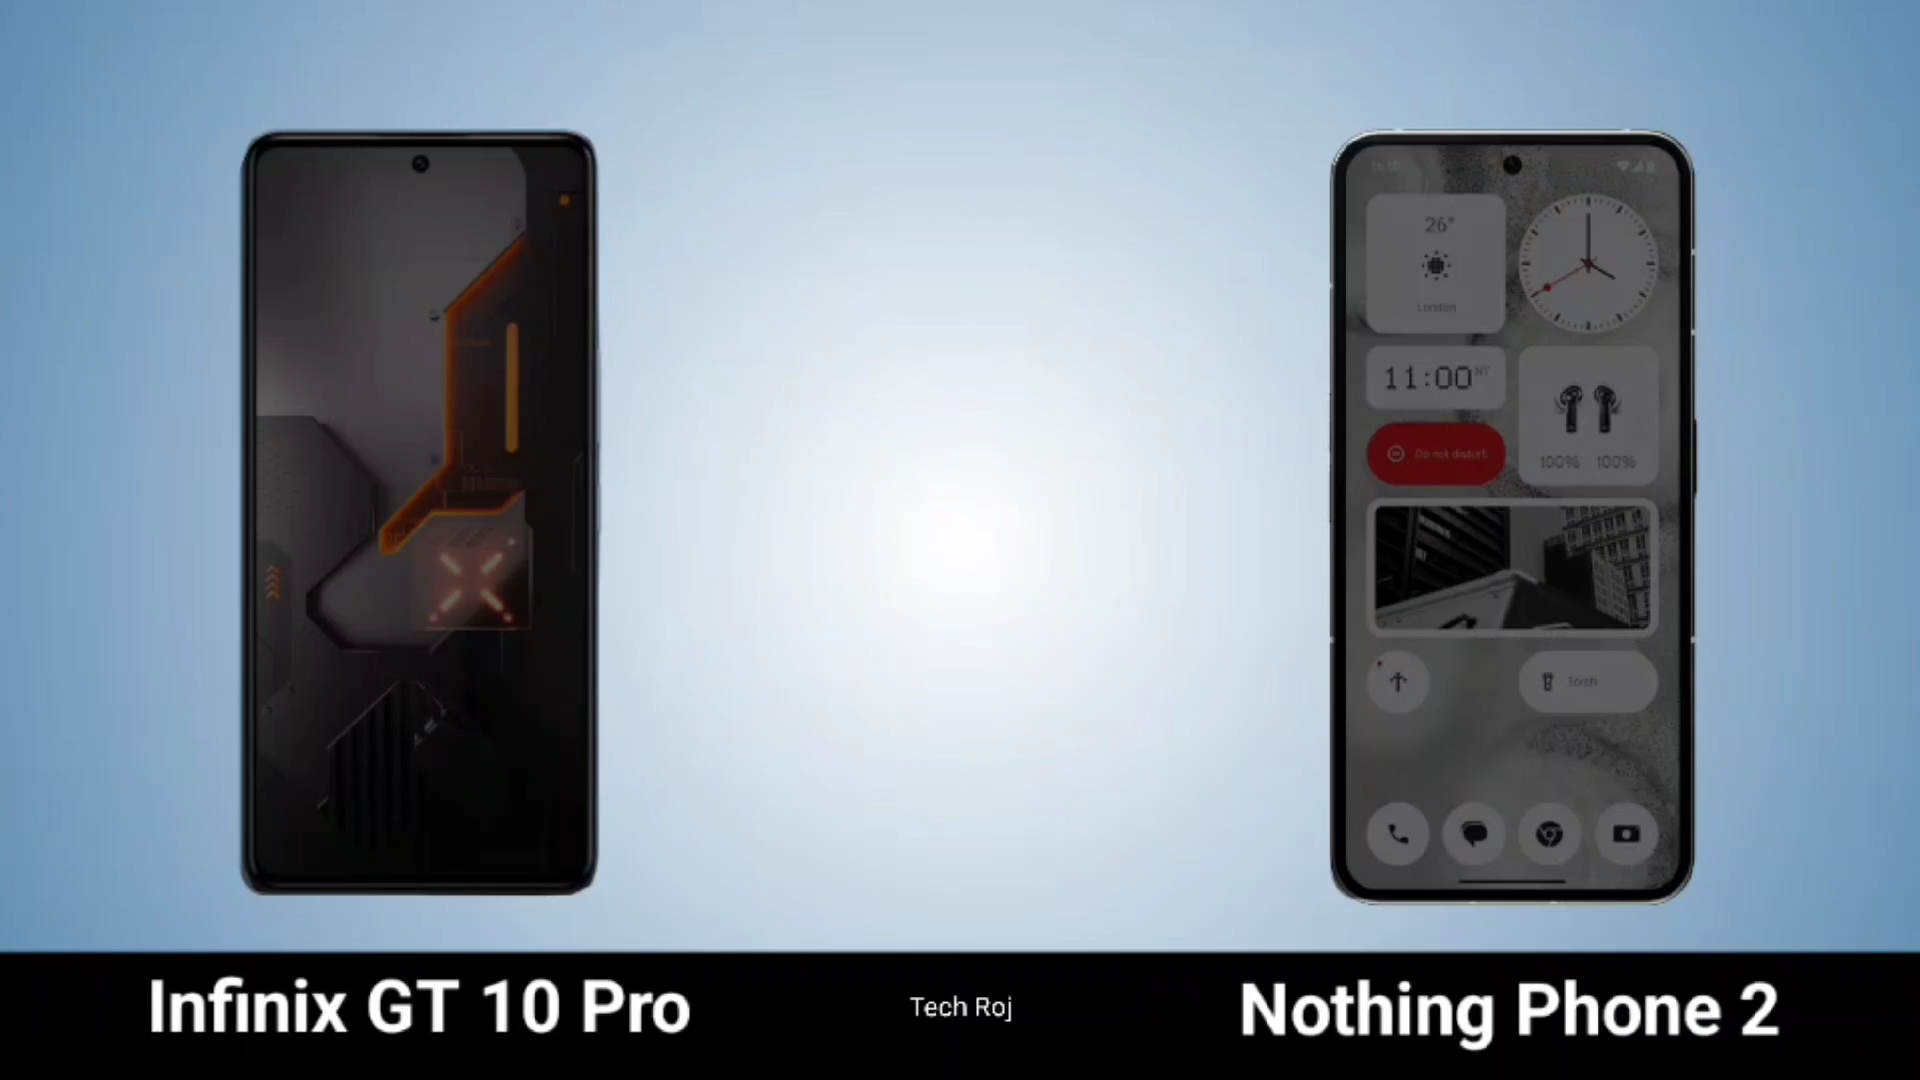 26°
London
11:00 NT
Do not disturb
100% 100%
Torch
Infinix GT 10 Pro
Tech Roj
Nothing Phone 2